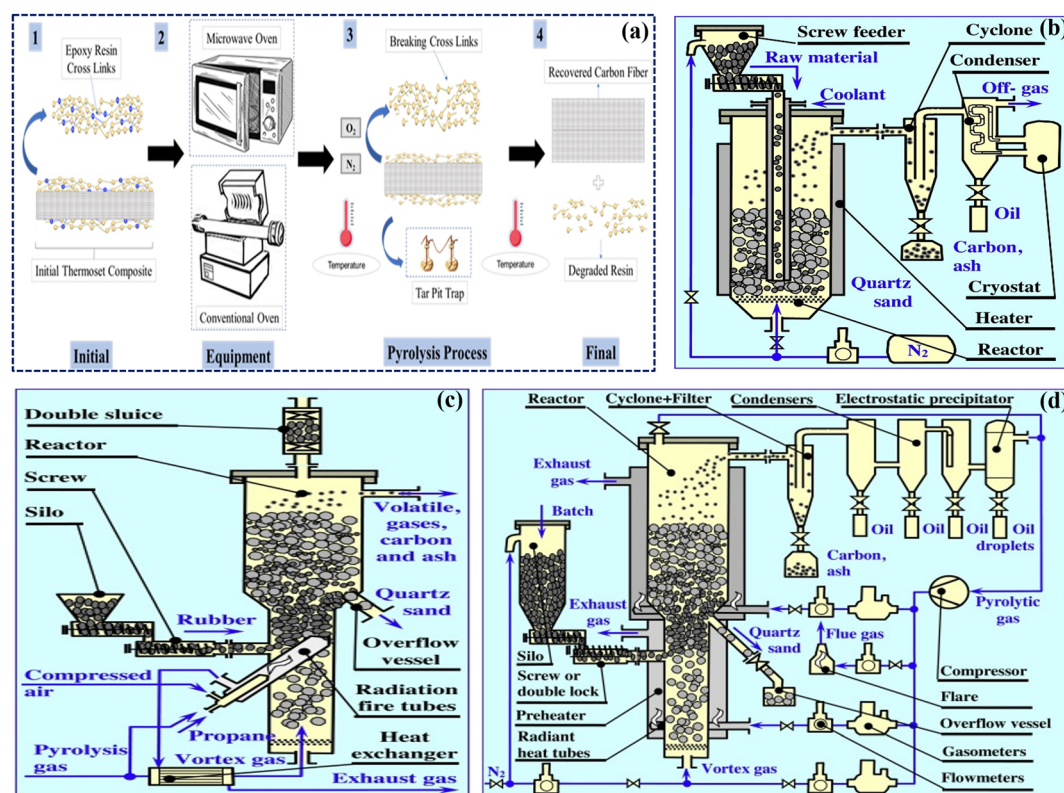 (a)
1
2
3
4
Epoxy Resin
Cross Links
Microwave Oven
Breaking Cross Links
Recovered Carbon Fiber
O2
N2
Initial Thermoset Composite
Temperature
Tar Pit Trap
Temperature
Degraded Resin
Conventional Oven
Initial
Equipment
Pyrolysis Process
Final
(b)
Screw feeder
Raw material
Coolant
Cyclone
Condenser
Off- gas
Oil
Carbon,
ash
Quartz
sand
Cryostat
Heater
N2
Reactor
(c)
Double sluice
Reactor
Screw
Silo
Volatile,
gases,
carbon
and ash
Quartz
sand
Rubber
Overflow
vessel
Compressed
air
Radiation
fire tubes
Propane
Pyrolysis
gas
Heat
exchanger
Vortex gas
Exhaust gas
(d)
Reactor
Cyclone+Filter
Condensers
Electrostatic precipitator
Exhaust
gas
Batch
Oil
Oil
Oil
Oil
droplets
Carbon,
ash
Exhaust
gas
Pyrolytic
gas
Flue gas
Quartz
sand
Silo
Screw or
double lock
Compressor
Flare
Preheater
Overflow vessel
Radiant
heat tubes
Gasometers
N2
Vortex gas
Flowmeters